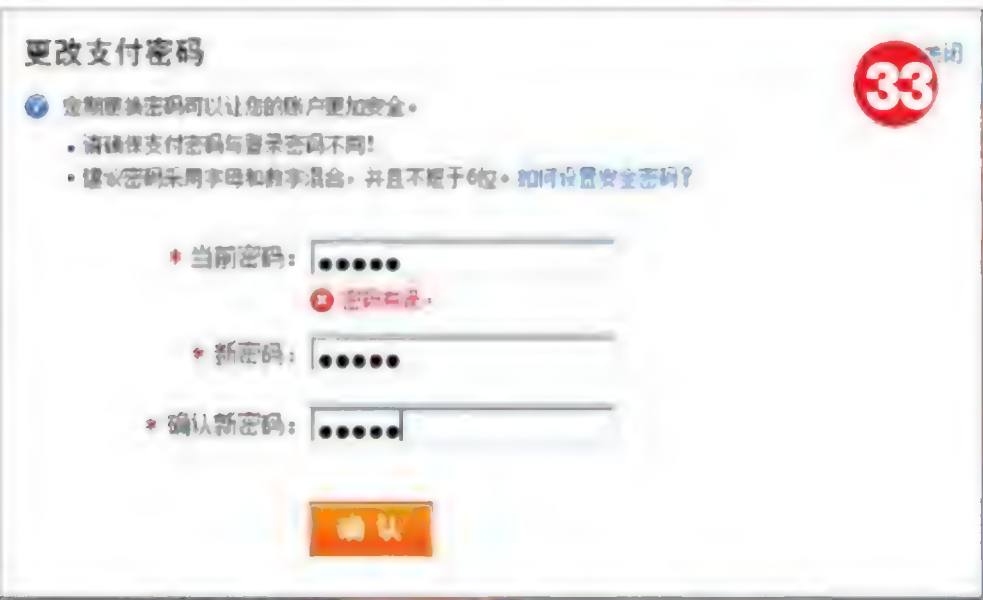 更改支付密码
33
关闭
定期更换密码可以让您的账户更加安全。
• 请确保支付密码与登录密码不同!
• 建议密码采用字母和数字混合,并且不短于6位。如何设置安全密码?
* 当前密码:
* 新密码:
* 确认新密码:
确认